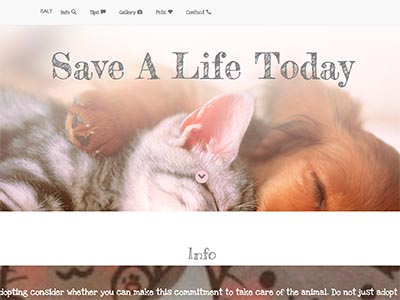 SALT Info Tips Gallery Pets Contact
Save A Life Today
Info
dopting consider whether you can make this commitment to take care of the animal. Do not just adopt